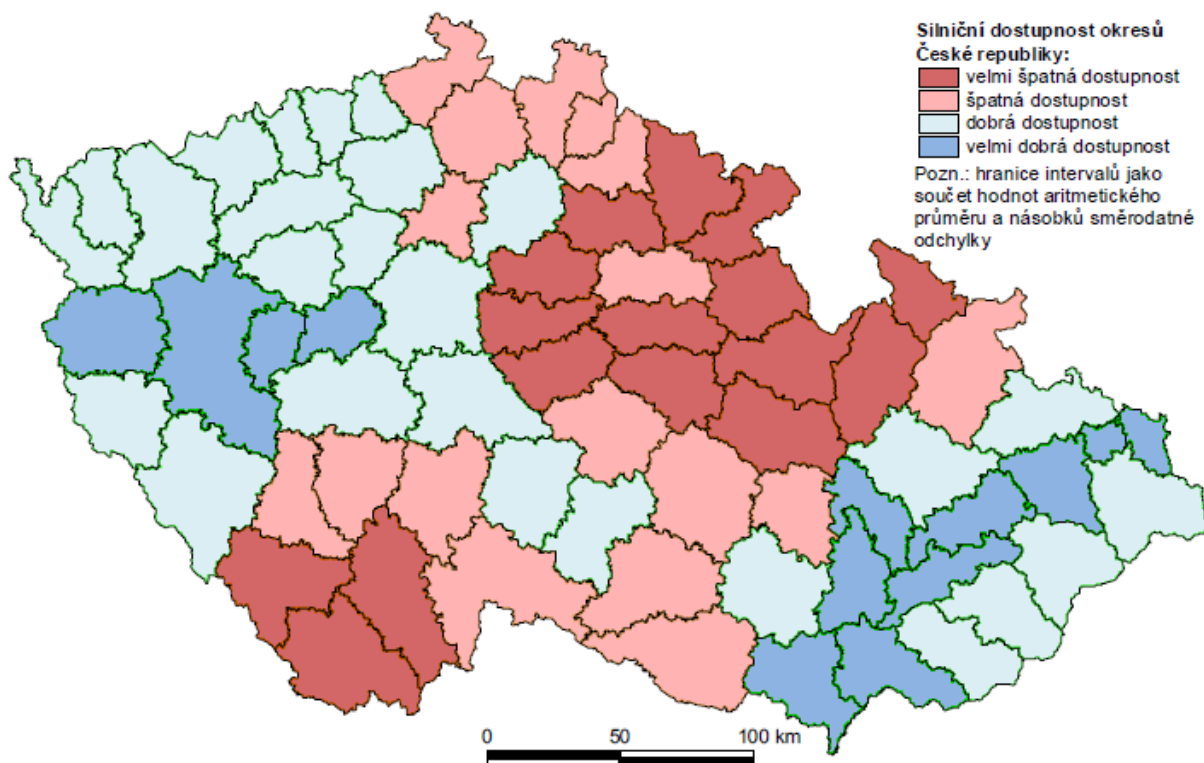 Silniční dostupnost okresů
České republiky:
velmi špatná dostupnost
špatná dostupnost
dobrá dostupnost
velmi dobrá dostupnost
Pozn.: hranice intervalů jako
součet hodnot aritmetického
průměru a násobků směrodatné
odchylky
0 50 100 km